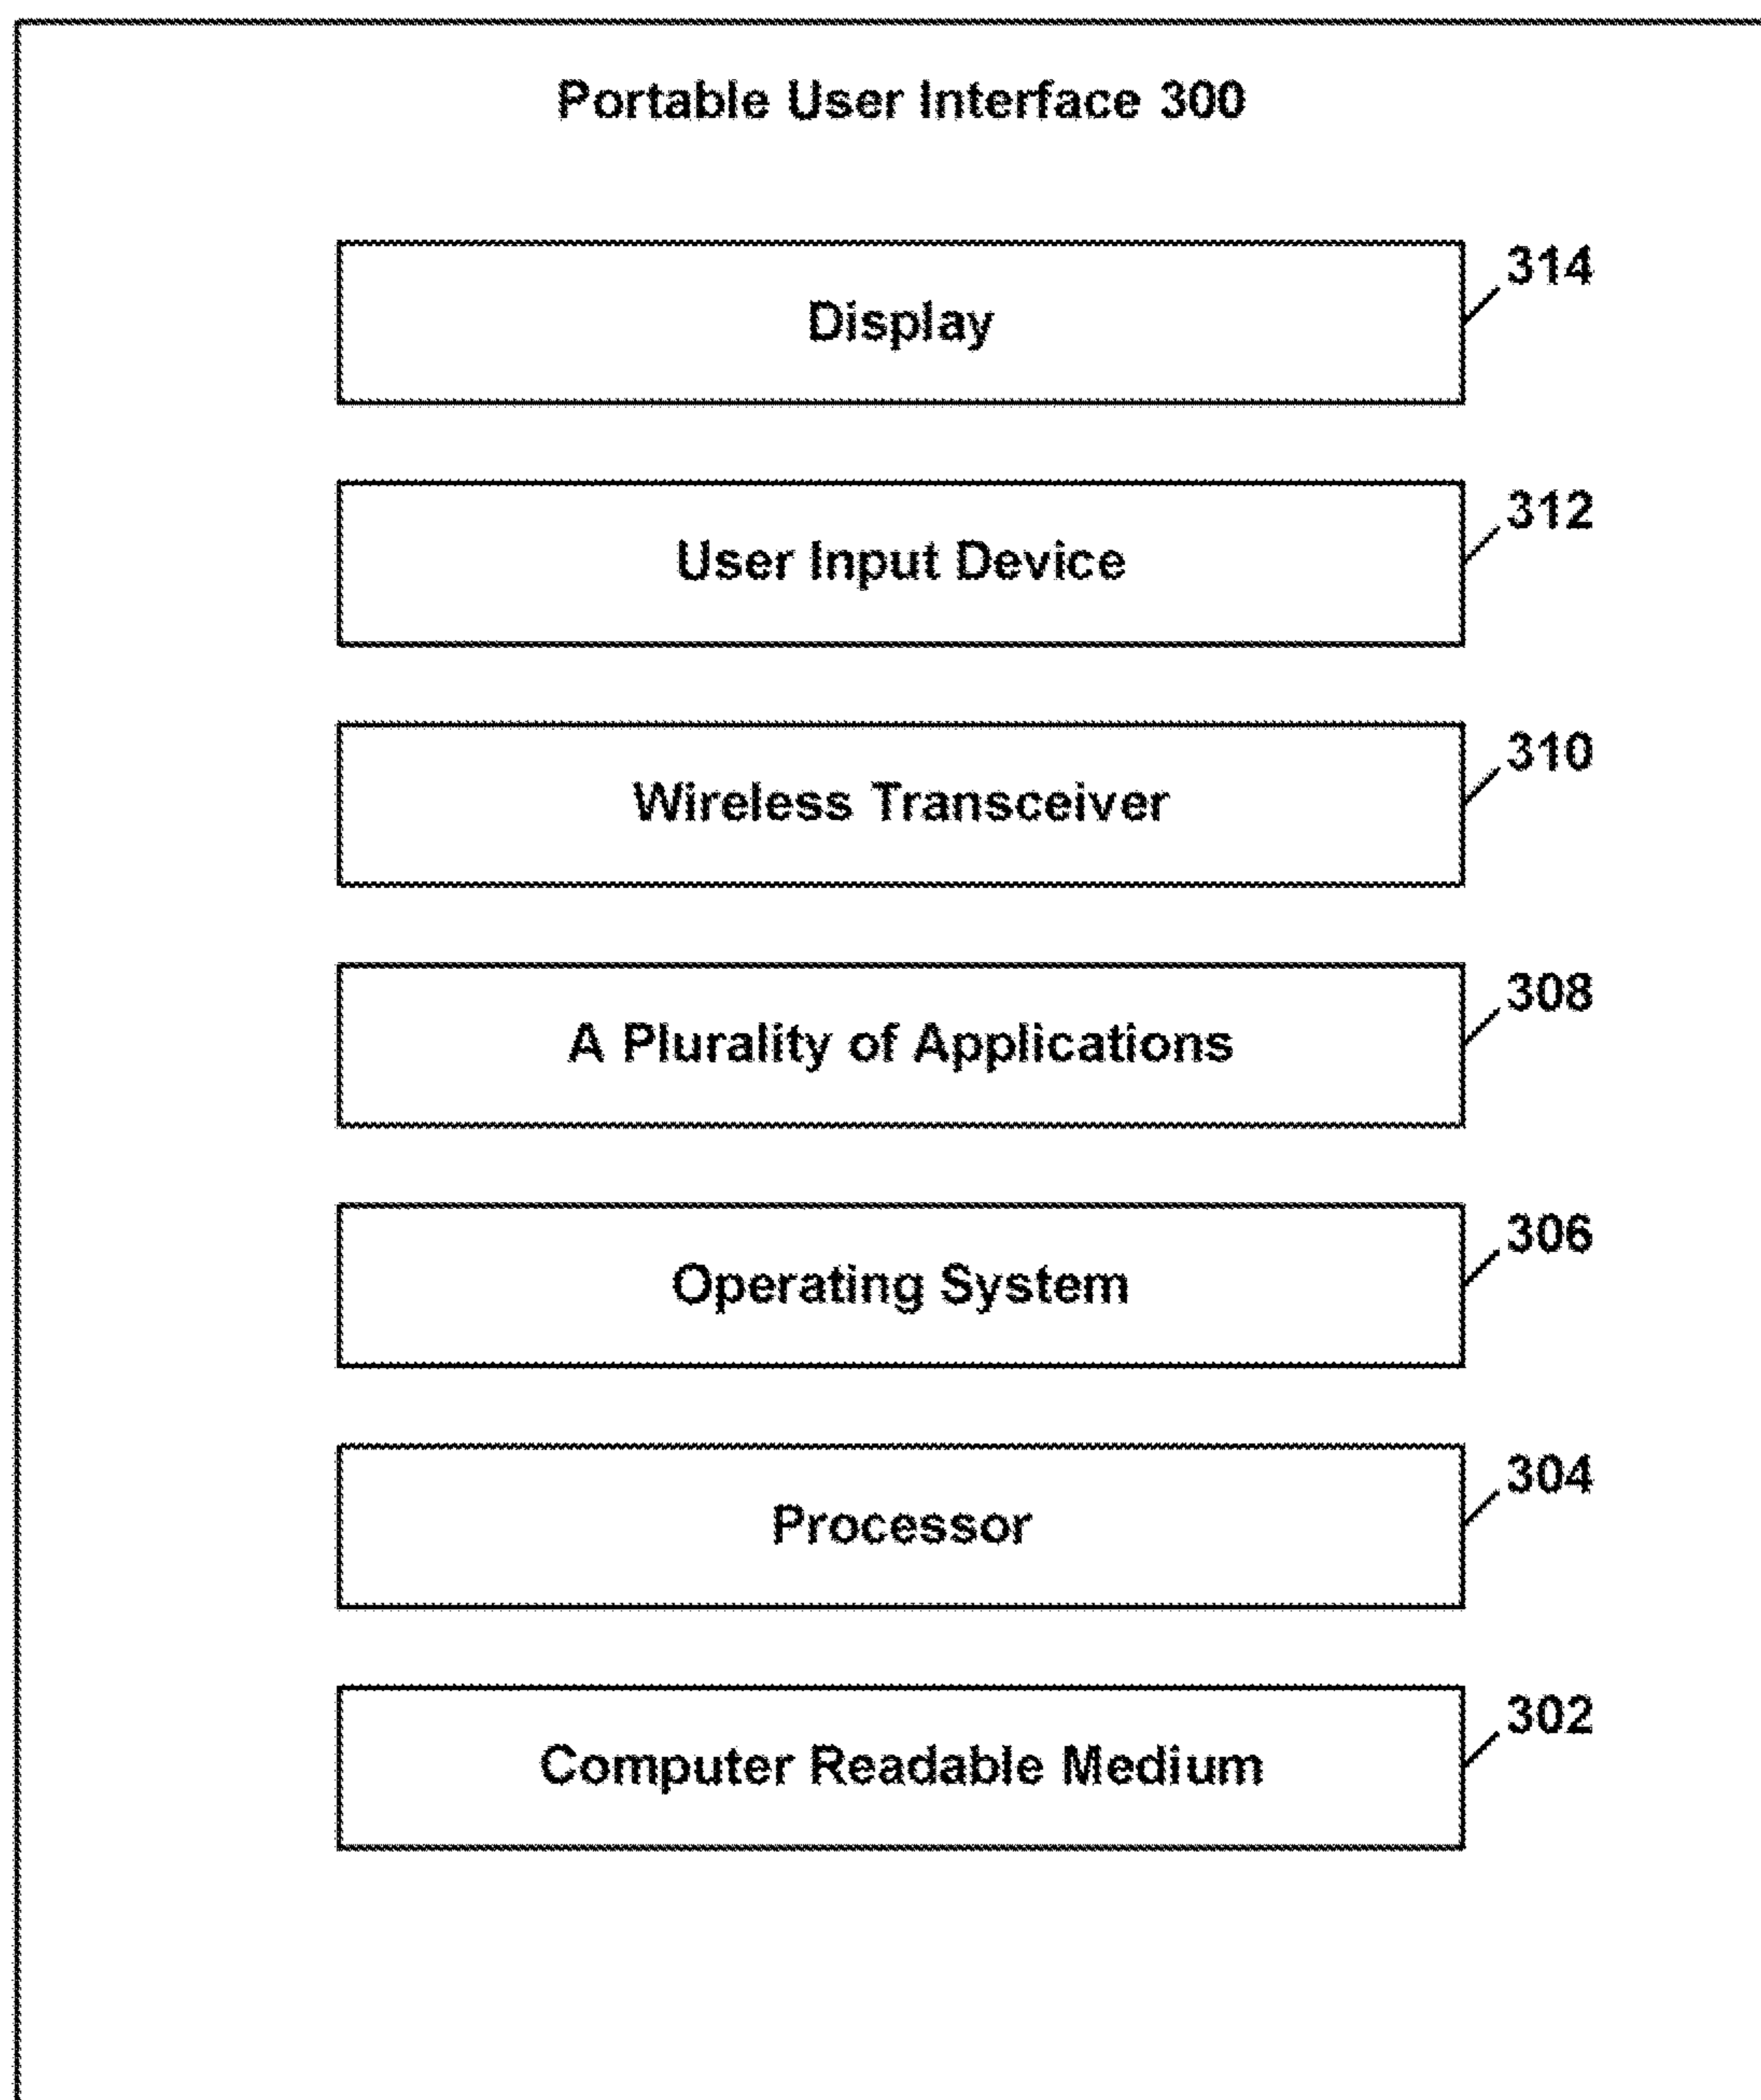 Portable User Interface 300
314
Display
312
User Input Device
310
Wireless Transceiver
308
A Plurality of Applications
306
Operating System
304
Processor
302
Computer Readable Medium